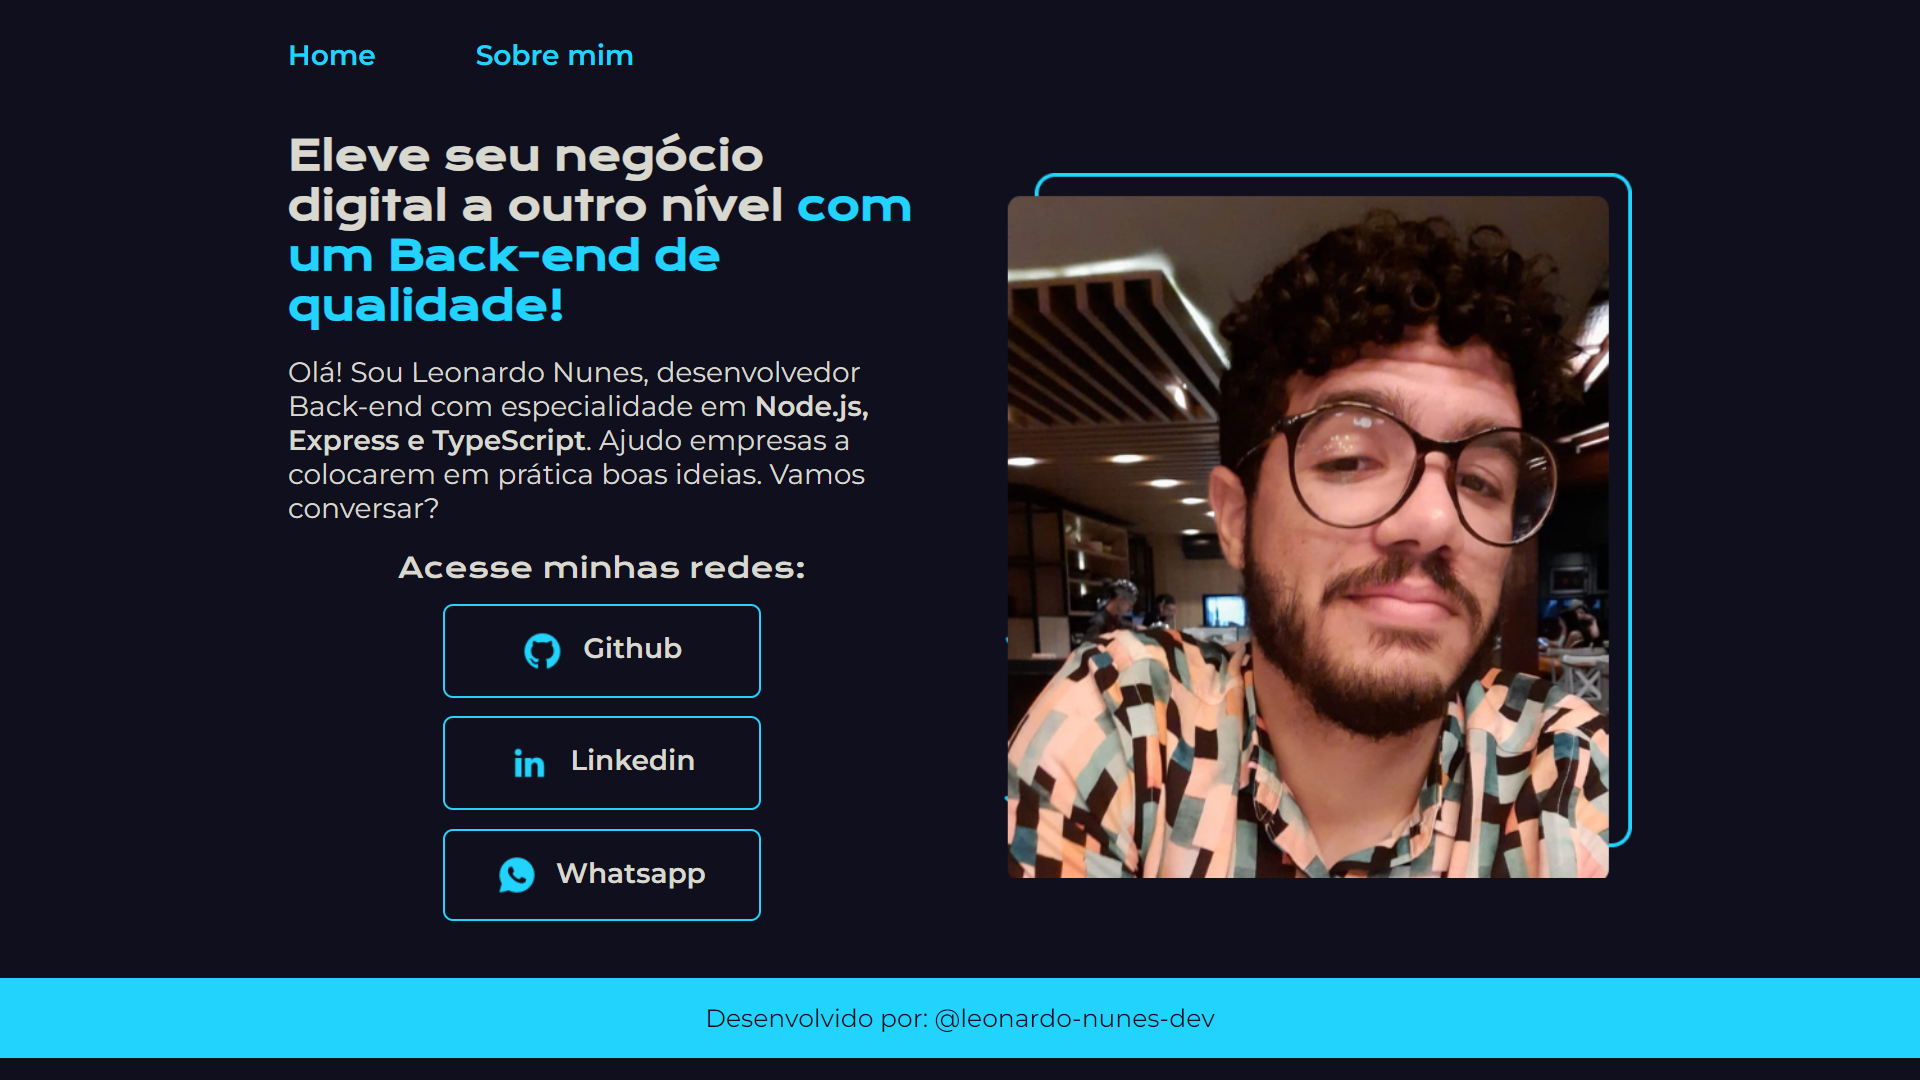 Home
Sobre mim
Eleve seu negócio
digital a outro nível com
um Back-end de
qualidade!
Olá! Sou Leonardo Nunes, desenvolvedor
Back-end com especialidade em Node.js,
Express e TypeScript. Ajudo empresas a
colocarem em prática boas ideias. Vamos
conversar?
Acesse minhas redes:
Github
in Linkedin
Whatsapp
Desenvolvido por: @leonardo-nunes-dev